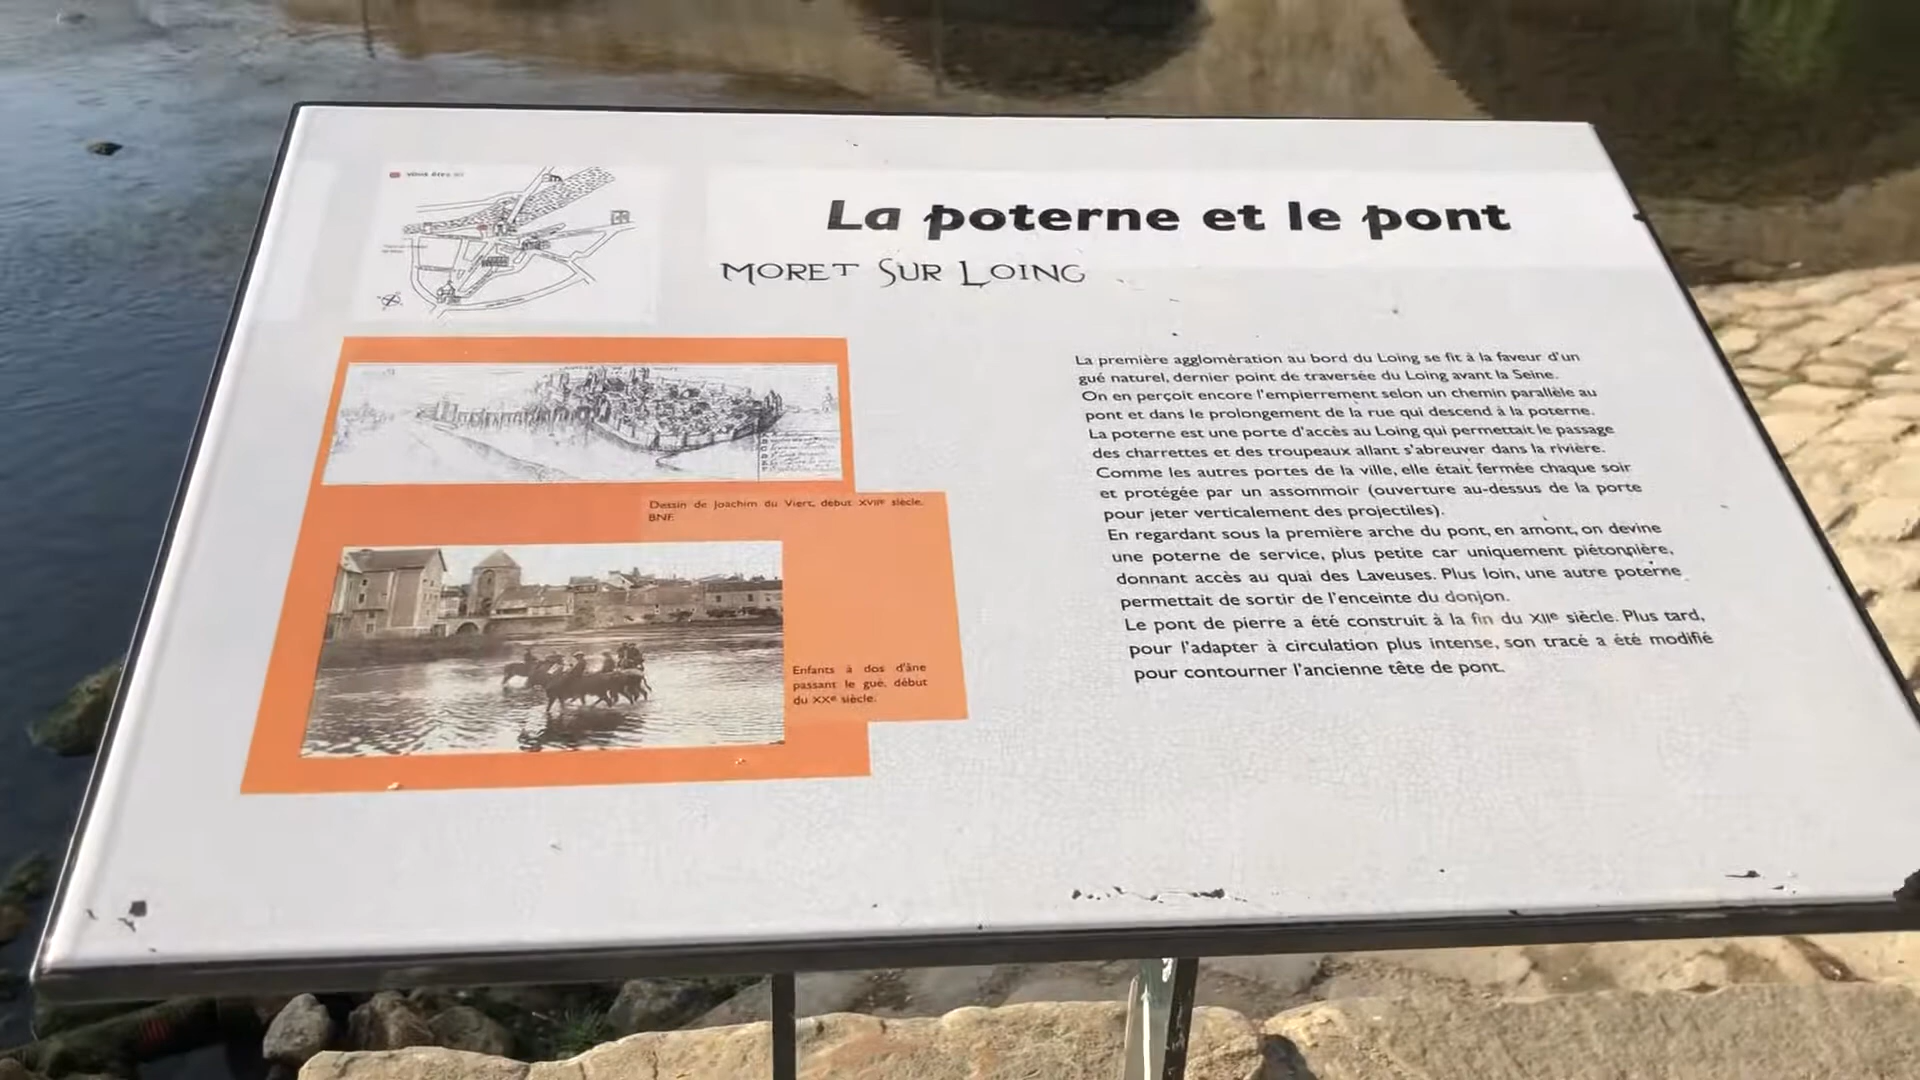 vous êtes ici
La poterne et le pont
MORET SUR LOING
Dessin de Joachim du Viert, début XVIIe siècle.
BNF.
Enfants à dos d'âne
passant le gué, début
du XXe siècle.
La première agglomération au bord du Loing se fit à la faveur d'un
gué naturel, dernier point de traversée du Loing avant la Seine.
On en perçoit encore l'empierrement selon un chemin parallèle au
pont et dans le prolongement de la rue qui descend à la poterne.
La poterne est une porte d'accès au Loing qui permettait le passage
des charrettes et des troupeaux allant s'abreuver dans la rivière.
Comme les autres portes de la ville, elle était fermée chaque soir
et protégée par un assommoir (ouverture au-dessus de la porte
pour jeter verticalement des projectiles).
En regardant sous la première arche du pont, en amont, on devine
une poterne de service, plus petite car uniquement piétonnière,
donnant accès au quai des Laveuses. Plus loin, une autre poterne
permettait de sortir de l'enceinte du donjon.
Le pont de pierre a été construit à la fin du XIIe siècle. Plus tard,
pour l'adapter à circulation plus intense, son tracé a été modifié
pour contourner l'ancienne tête de pont.